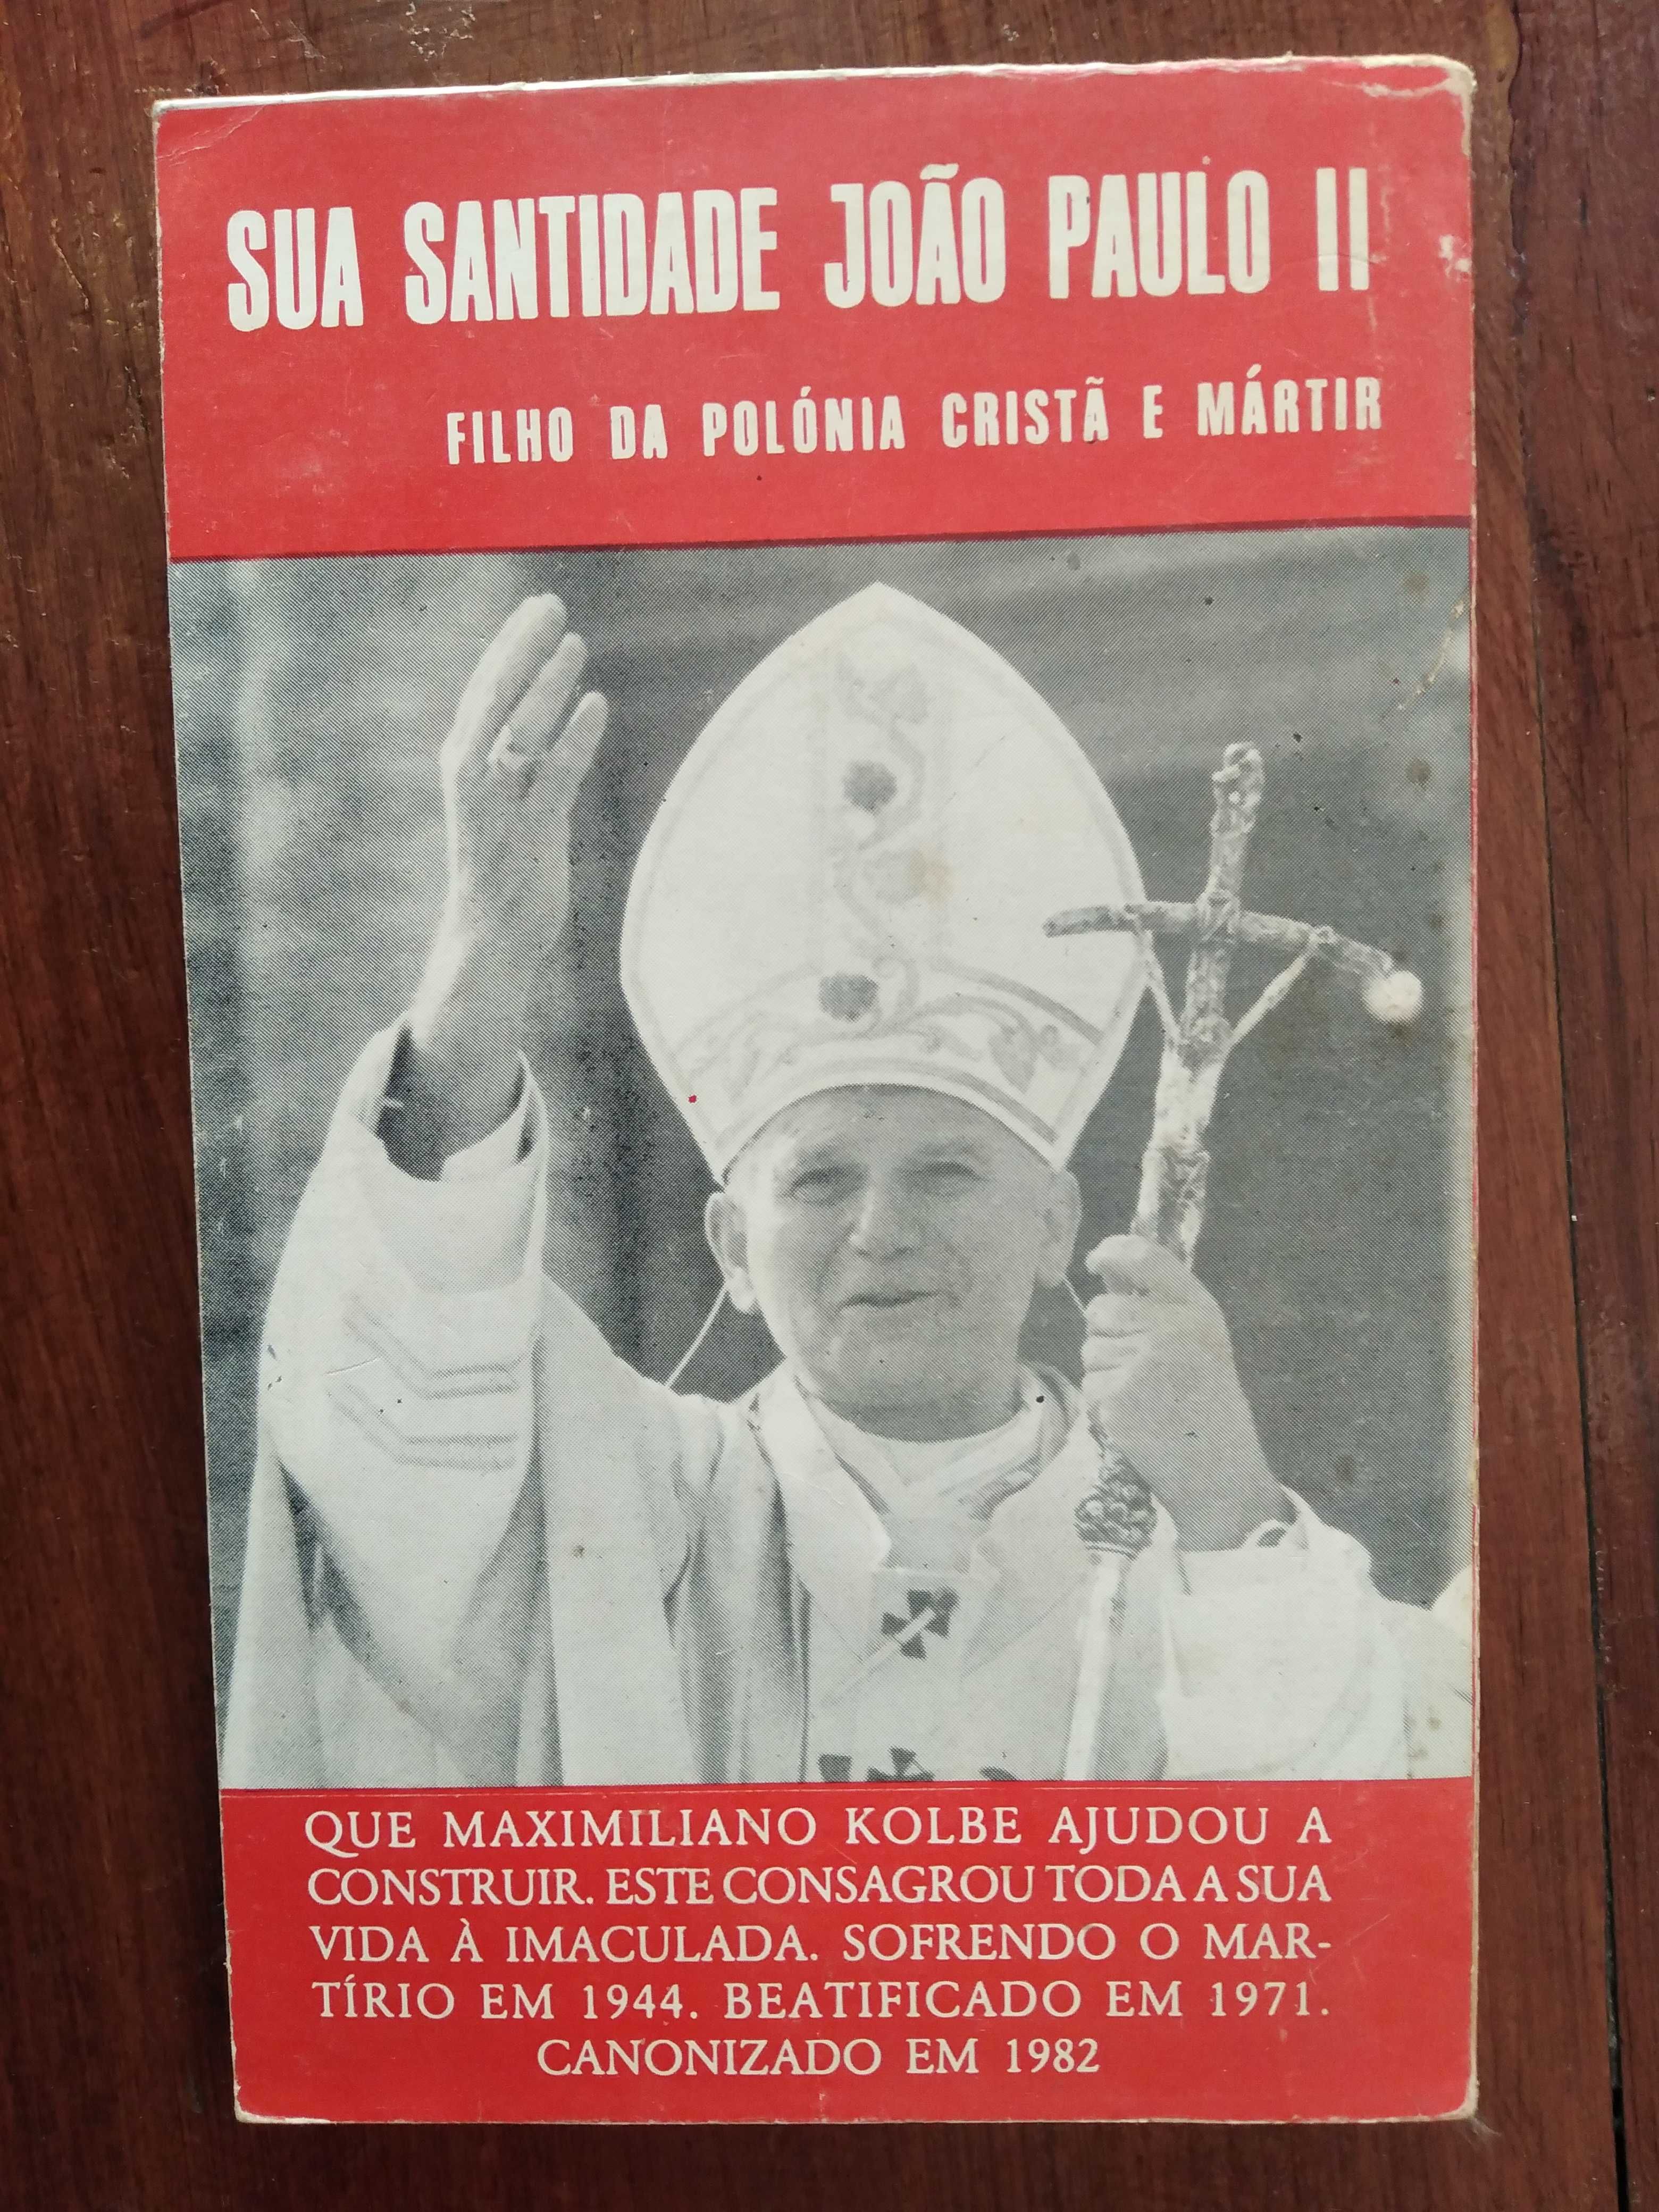 SUA SANTIDADE JOÃO PAULO II
FILHO DA POLÓNIA CRISTÃ E MÁRTIR
QUE MAXIMILIANO KOLBE AJUDOU A
CONSTRUIR. ESTE CONSAGROU TODA A SUA
VIDA À IMACULADA. SOFRENDO O MAR-
TÍRIO EM 1944. BEATIFICADO EM 1971.
CANONIZADO EM 1982